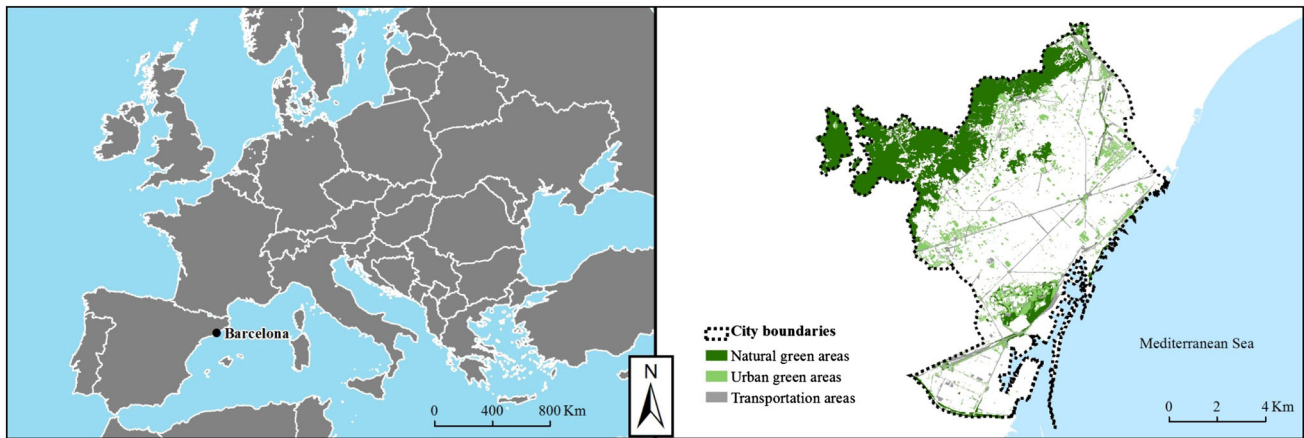 Barcelona
0 400 800 Km
N
City boundaries
Natural green areas
Urban green areas
Transportation areas
Mediterranean Sea
0 2 4 Km